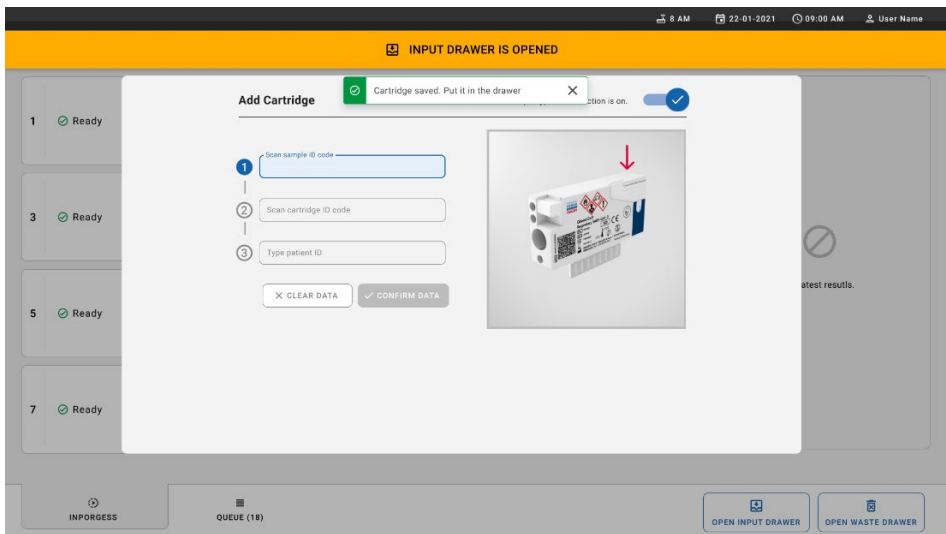 8 AM 22-01-2021 09:00 AM User Name
INPUT DRAWER IS OPENED
Cartridge saved. Put it in the drawer
Add Cartridge ction is on.
1 Ready
3 Ready
5 Ready
7 Ready
Scan sample ID code
1
2 Scan cartridge ID code
3 Type patient ID
CLEAR DATA CONFIRM DATA
atest resutls.
INPORGESS
QUEUE (18)
OPEN INPUT DRAWER
OPEN WASTE DRAWER